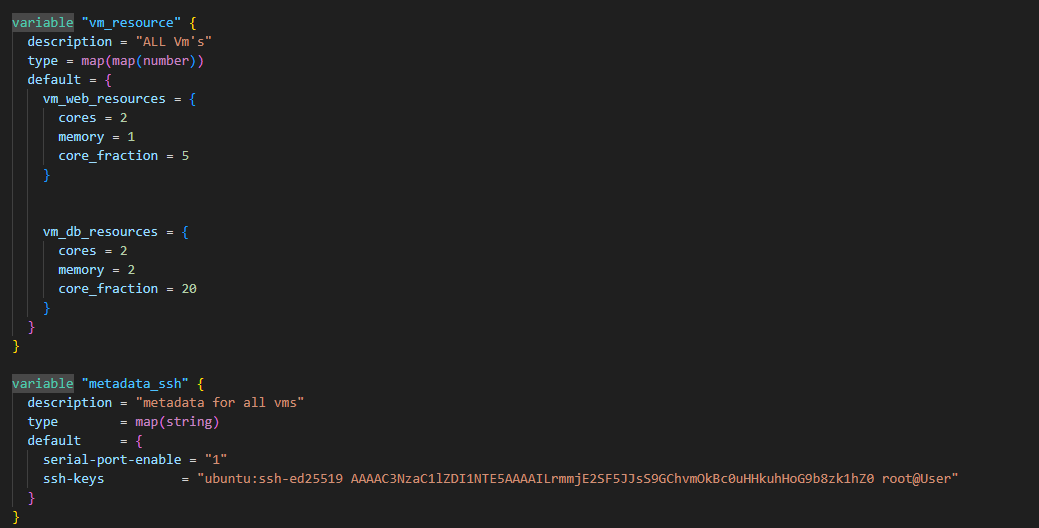 variable "vm_resource" {
description = "ALL Vm's"
type = map(map(number))
default = {
vm_web_resources = {
cores = 2
memory = 1
core_fraction = 5
}
vm_db_resources = {
cores = 2
memory = 2
core_fraction = 20
}
}
}
variable "metadata_ssh" {
description = "metadata for all vms"
type = map(string)
default = {
serial-port-enable = "1"
ssh-keys = "ubuntu:ssh-ed25519 AAAAC3NzaC1lZDI1NTE5AAAAILrmmjE2SF5JJsS9GChvmOkBc0uHHkuhHoG9b8zk1hZ0 root@User"
}
}